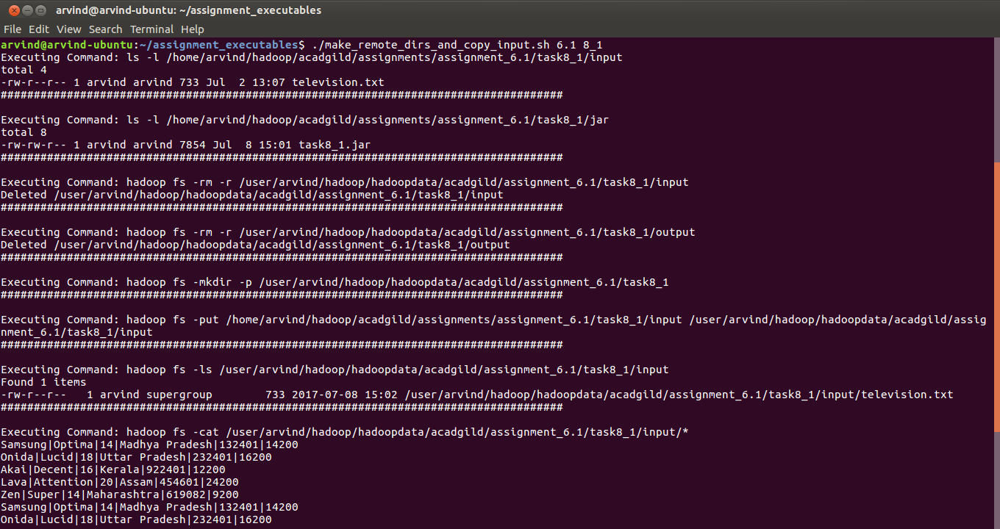 arvind@arvind-ubuntu: ~/assignment_executables
File Edit View Search Terminal Help
arvind@arvind-ubuntu:~/assignment_executables$ ./make_remote_dirs_and_copy_input.sh 6.1 8_1
Executing Command: ls -l /home/arvind/hadoop/acadgild/assignments/assignment_6.1/task8_1/input
total 4
-rw-r--r-- 1 arvind arvind 733 Jul  2 13:07 television.txt
#####################################################################################

Executing Command: ls -l /home/arvind/hadoop/acadgild/assignments/assignment_6.1/task8_1/jar
total 8
-rw-rw-r-- 1 arvind arvind 7854 Jul  8 15:01 task8_1.jar
#####################################################################################

Executing Command: hadoop fs -rm -r /user/arvind/hadoop/hadoopdata/acadgild/assignment_6.1/task8_1/input
Deleted /user/arvind/hadoop/hadoopdata/acadgild/assignment_6.1/task8_1/input
#####################################################################################

Executing Command: hadoop fs -rm -r /user/arvind/hadoop/hadoopdata/acadgild/assignment_6.1/task8_1/output
Deleted /user/arvind/hadoop/hadoopdata/acadgild/assignment_6.1/task8_1/output
#####################################################################################

Executing Command: hadoop fs -mkdir -p /user/arvind/hadoop/hadoopdata/acadgild/assignment_6.1/task8_1
#####################################################################################

Executing Command: hadoop fs -put /home/arvind/hadoop/acadgild/assignments/assignment_6.1/task8_1/input /user/arvind/hadoop/hadoopdata/acadgild/assig
nment_6.1/task8_1/input
#####################################################################################

Executing Command: hadoop fs -ls /user/arvind/hadoop/hadoopdata/acadgild/assignment_6.1/task8_1/input
Found 1 items
-rw-r--r--   1 arvind supergroup        733 2017-07-08 15:02 /user/arvind/hadoop/hadoopdata/acadgild/assignment_6.1/task8_1/input/television.txt
#####################################################################################

Executing Command: hadoop fs -cat /user/arvind/hadoop/hadoopdata/acadgild/assignment_6.1/task8_1/input/*
Samsung|Optima|14|Madhya Pradesh|132401|14200
Onida|Lucid|18|Uttar Pradesh|232401|16200
Akai|Decent|16|Kerala|922401|12200
Lava|Attention|20|Assam|454601|24200
Zen|Super|14|Maharashtra|619082|9200
Samsung|Optima|14|Madhya Pradesh|132401|14200
Onida|Lucid|18|Uttar Pradesh|232401|16200